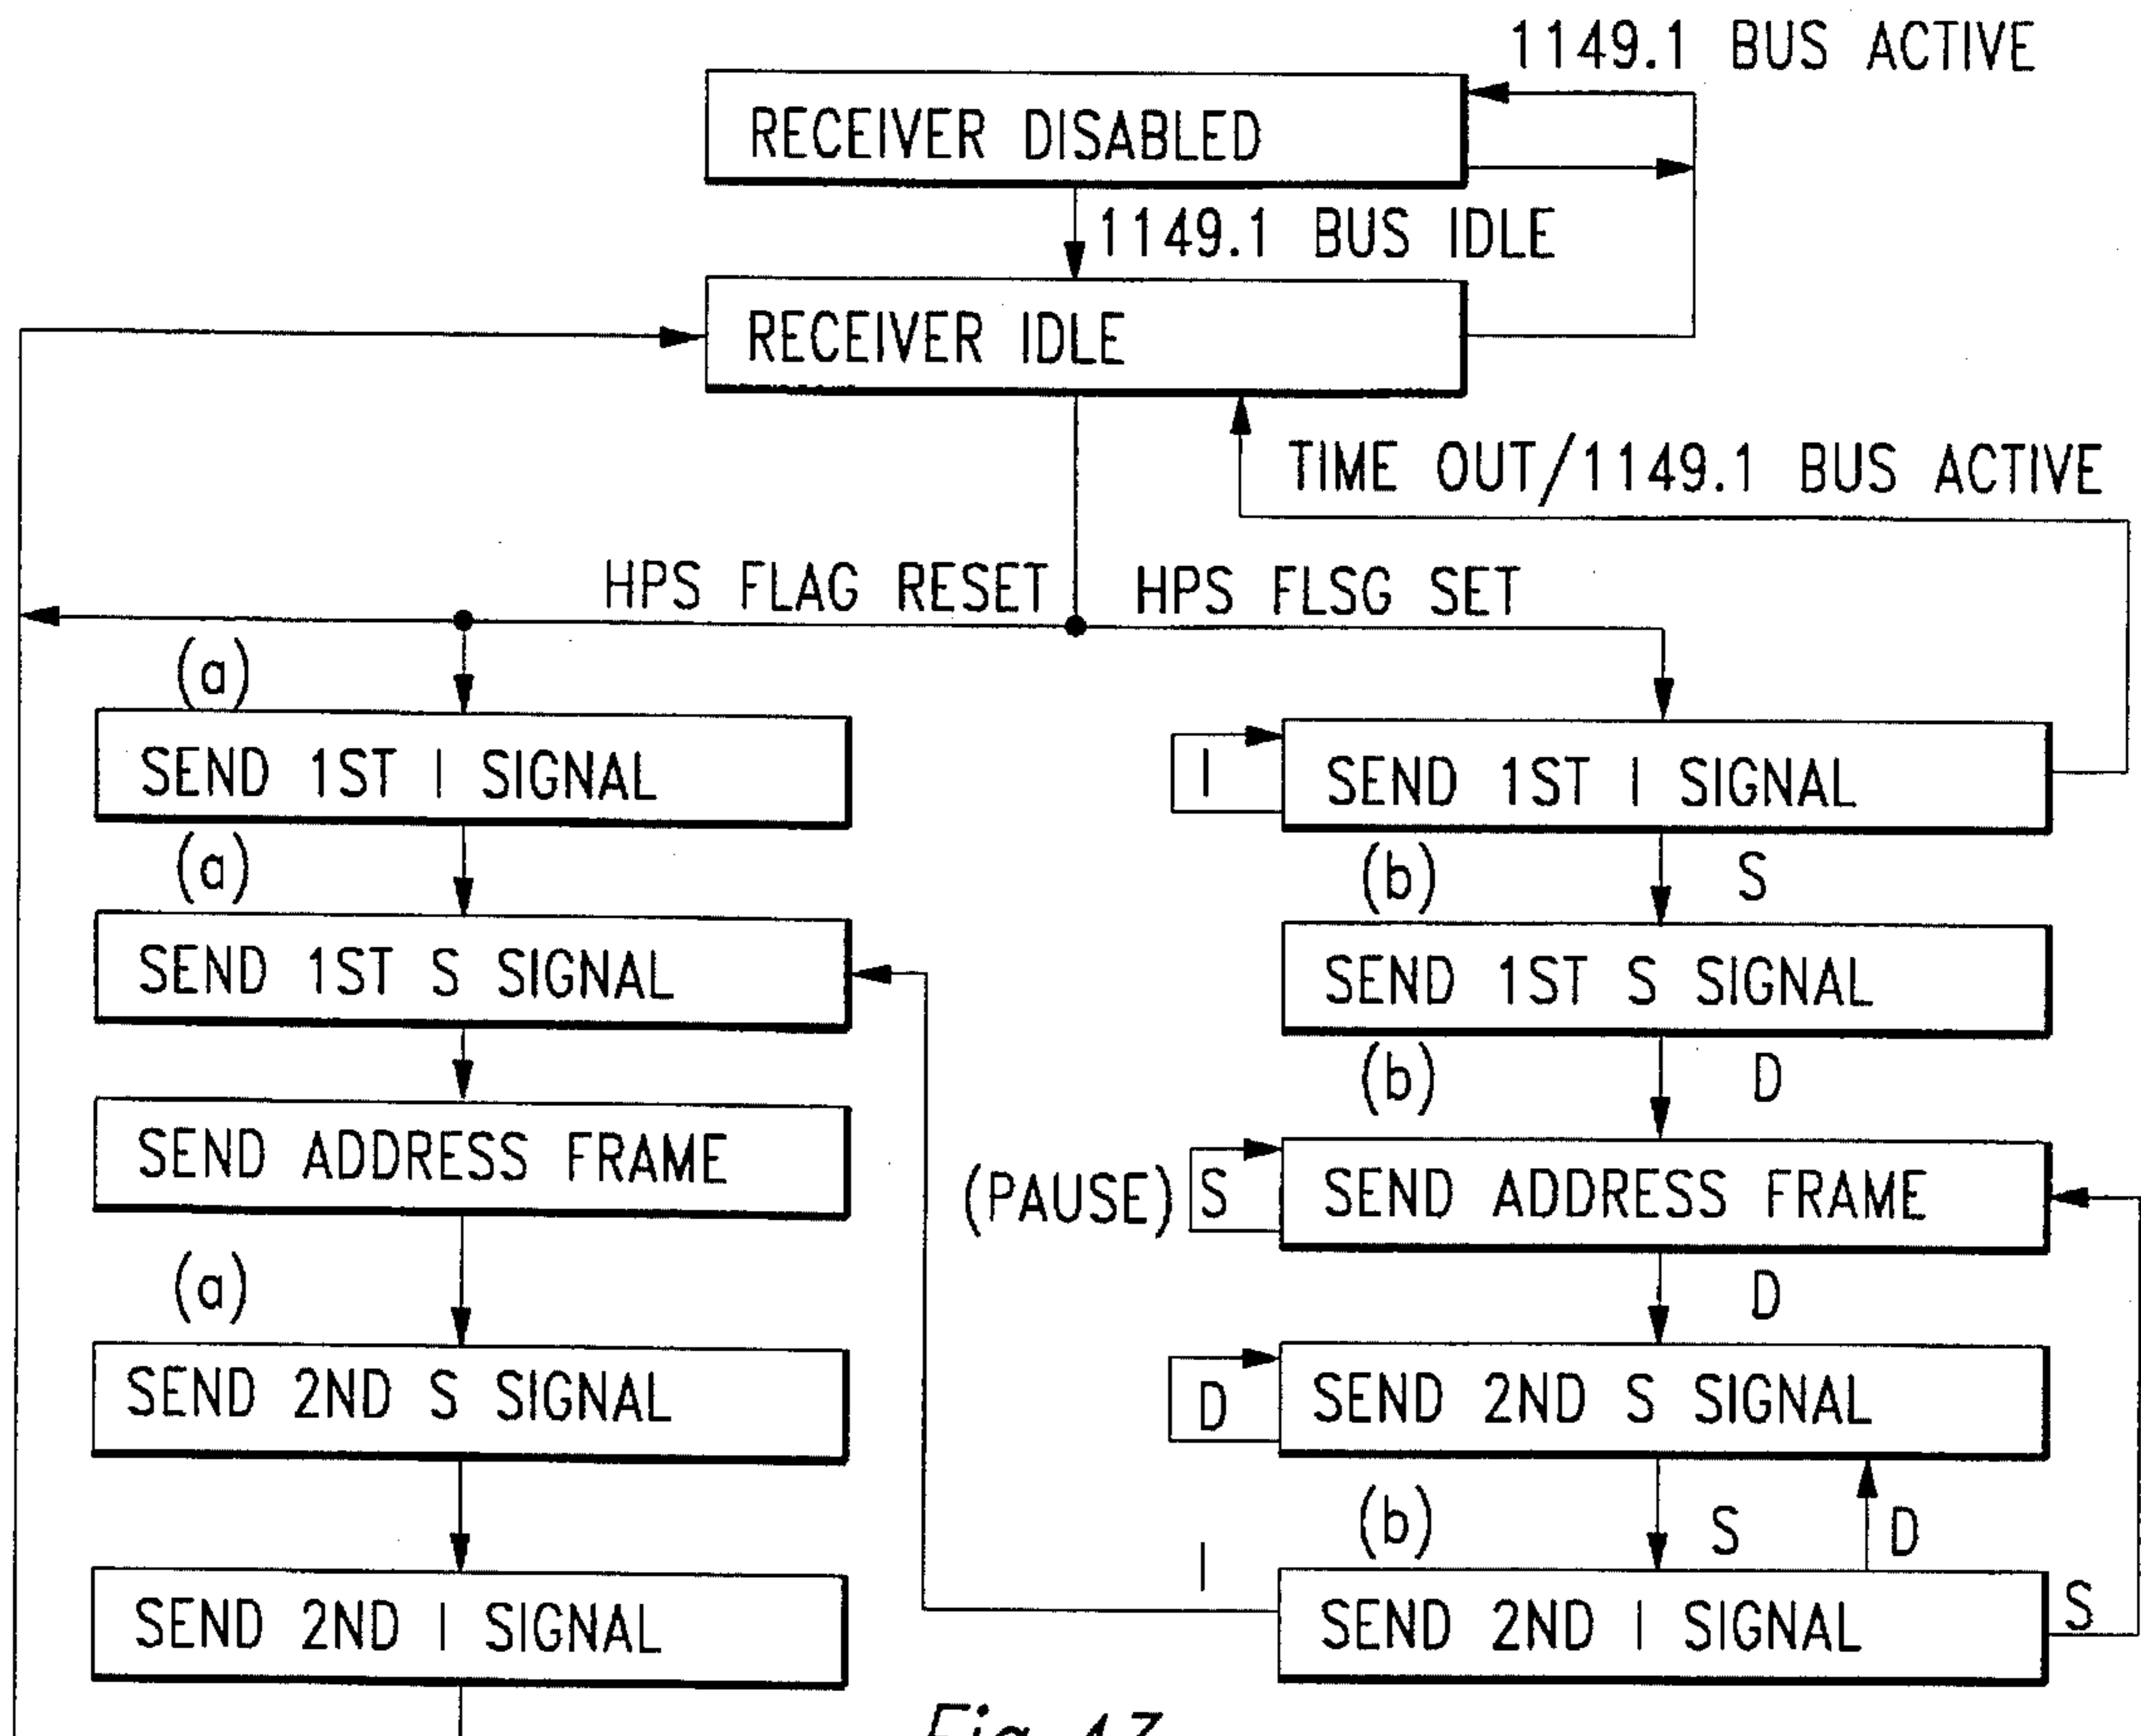 1149.1 BUS ACTIVE
RECEIVER DISABLED
1149.1 BUS IDLE
RECEIVER IDLE
TIME OUT/1149.1 BUS ACTIVE
HPS FLAG RESET
HPS FLSG SET
(a)
SEND 1ST I SIGNAL
(a)
SEND 1ST S SIGNAL
SEND ADDRESS FRAME
(a)
SEND 2ND S SIGNAL
SEND 2ND I SIGNAL
I
SEND 1ST I SIGNAL
(b)
S
SEND 1ST S SIGNAL
(b)
D
(PAUSE)
S
SEND ADDRESS FRAME
D
D
SEND 2ND S SIGNAL
(b)
S
D
I
SEND 2ND I SIGNAL
S
Fig. 47